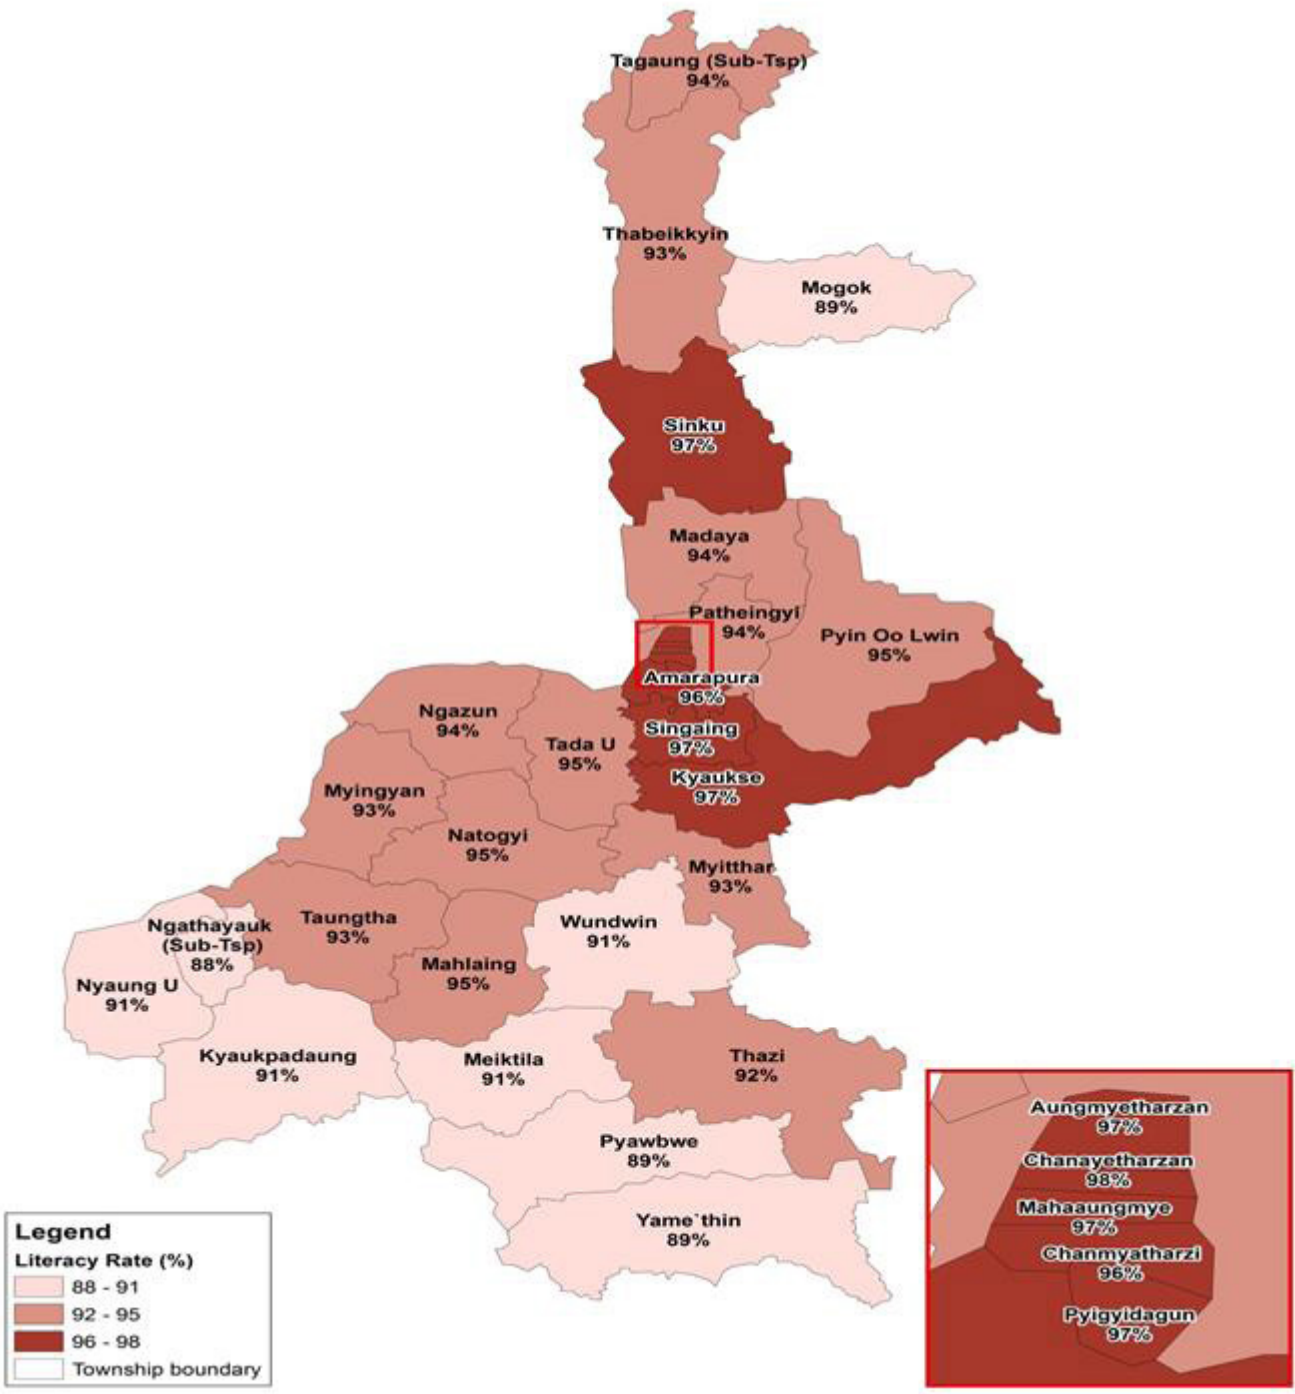 Tagaung (Sub-Tsp)
94%
Thabeikkyin
93%
Mogok
89%
Sinku
97%
Madaya
94%
Patheingyi
94%
Pyin Oo Lwin
95%
Amarapura
96%
Ngazun
94%
Tada U
95%
Singaing
97%
Kyaukse
97%
Myingyan
93%
Natogyi
95%
Myitthar
93%
Taungtha
93%
Wundwin
91%
Ngathayauk
(Sub-Tsp)
88%
Mahlaing
95%
Nyaung U
91%
Kyaukpadaung
91%
Meiktila
91%
Thazi
92%
Pyawbwe
89%
Yame`thin
89%
Aungmyetharzan
97%
Chanayetharzan
98%
Mahaaungmye
97%
Chanmyatharzi
96%
Pyigyidagun
97%
Legend
Literacy Rate (%)
88 - 91
92 - 95
96 - 98
Township boundary